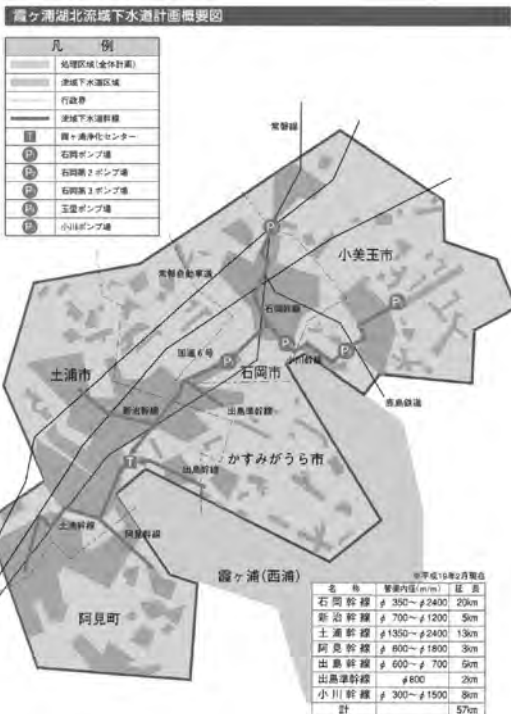 霞ヶ浦湖北流域下水道計画概要図
凡 例
処理区域(全体計画)
流域下水道区域
行政界
流域下水道幹線
T 霞ヶ浦浄化センター
P 石岡ポンプ場
P 石岡第2ポンプ場
P 石岡第3ポンプ場
P 玉里ポンプ場
P 小川ポンプ場
常磐線
小美玉市
常磐自動車道
石岡幹線
国道6号
小川幹線
土浦市
石岡市
鹿島鉄道
新治幹線
出島準幹線
かすみがうら市
T
出島幹線
土浦幹線
阿見幹線
霞ヶ浦(西浦)
阿見町
※平成19年2月現在
名 称 管渠内径(m/m) 延 長
石岡幹線 φ 350～φ2400 20km
新治幹線 φ 700～φ1200 5km
土浦幹線 φ1350～φ2400 13km
阿見幹線 φ 800～φ1800 3km
出島幹線 φ 600～φ 700 6km
出島準幹線 φ800 2km
小川幹線 φ 300～φ1500 8km
計 57km